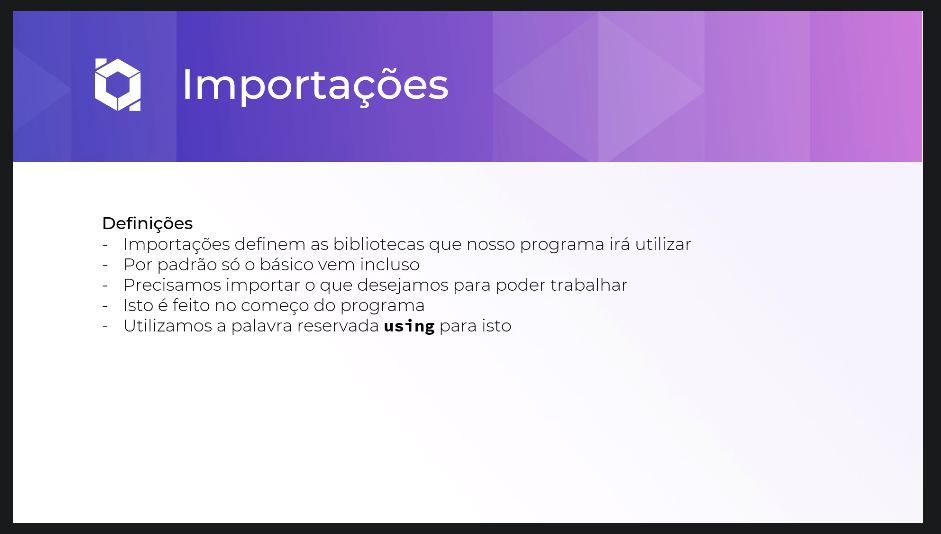 Importações
Definições
- Importações definem as bibliotecas que nosso programa irá utilizar
- Por padrão só o básico vem incluso
- Precisamos importar o que desejamos para poder trabalhar
- Isto é feito no começo do programa
- Utilizamos a palavra reservada using para isto